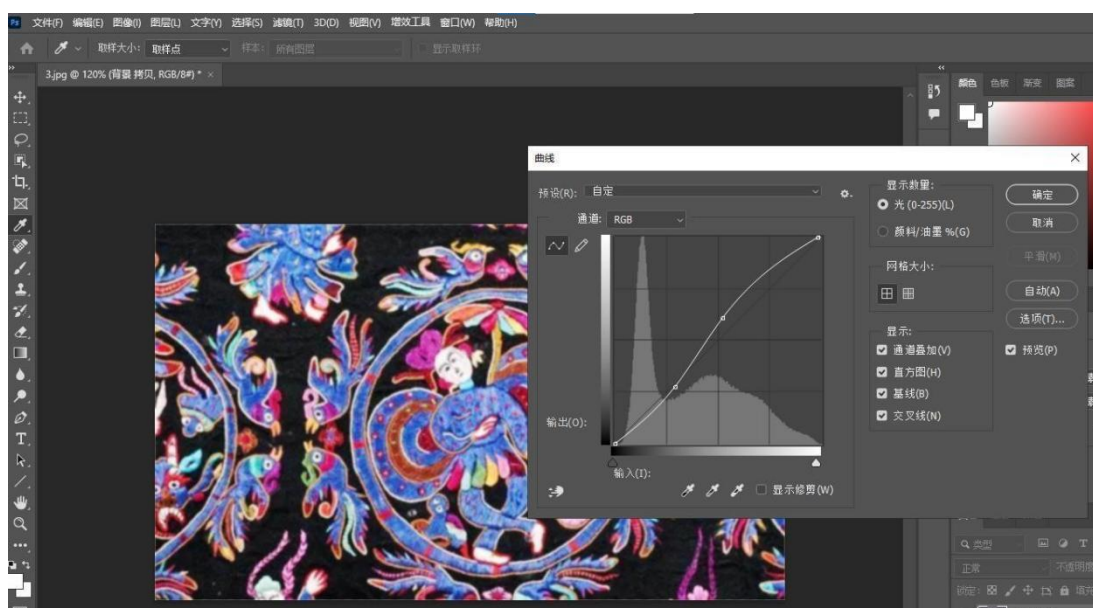 Ps 文件(F) 编辑(E) 图像(I) 图层(L) 文字(Y) 选择(S) 滤镜(T) 3D(D) 视图(V) 增效工具 窗口(W) 帮助(H)
取样大小: 取样点 样本: 所有图层 显示取样环
3.jpg @ 120% (背景 拷贝, RGB/8#) * ×
颜色 色板 渐变 图案
曲线
预设(R): 自定
通道: RGB
输出(O):
输入(I):
显示修剪(W)
显示数量:
光 (0-255)(L)
颜料/油墨 %(G)
网格大小:
显示:
通道叠加(V)
直方图(H)
基线(B)
交叉线(N)
确定
取消
平滑(M)
自动(A)
选项(T)...
预览(P)
类型
正常 不透明度
锁定: